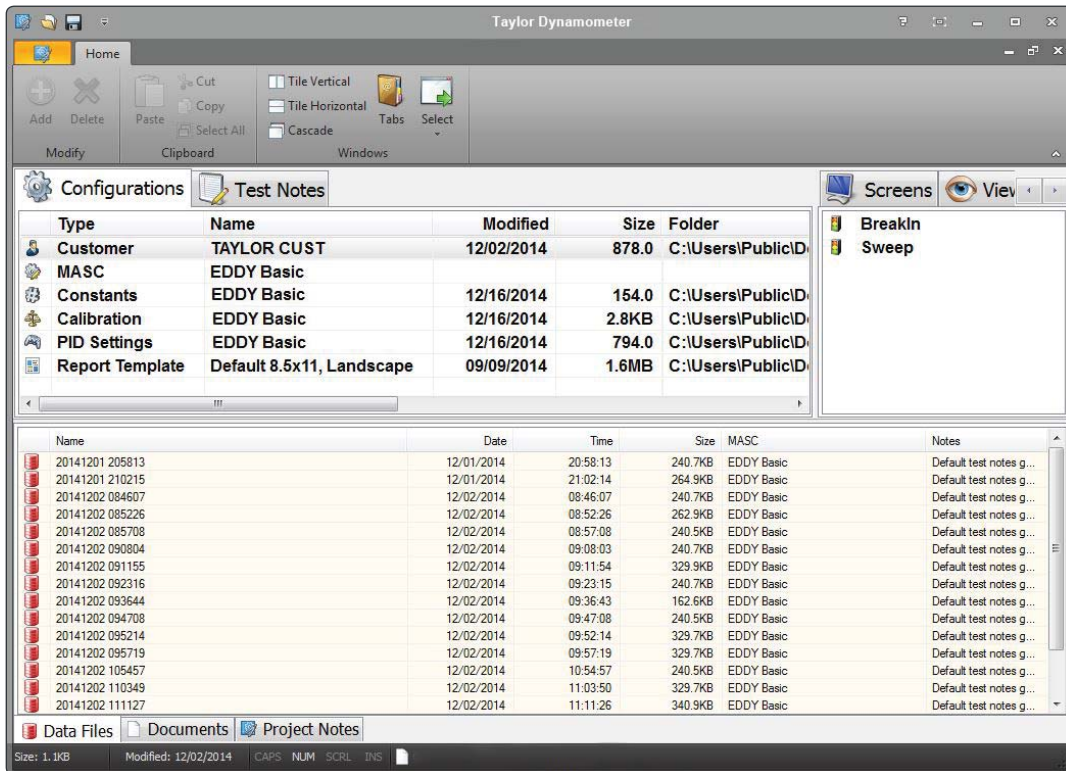 Taylor Dynamometer
Home
Cut
Tile Vertical
Copy
Tile Horizontal
Add Delete Paste Select All Cascade Tabs Select
Modify Clipboard Windows
Configurations Test Notes Screens View
Type Name Modified Size Folder
Customer TAYLOR CUST 12/02/2014 878.0 C:\Users\Public\D
MASC EDDY Basic
Constants EDDY Basic 12/16/2014 154.0 C:\Users\Public\D
Calibration EDDY Basic 12/16/2014 2.8KB C:\Users\Public\D
PID Settings EDDY Basic 12/16/2014 794.0 C:\Users\Public\D
Report Template Default 8.5x11, Landscape 09/09/2014 1.6MB C:\Users\Public\D
BreakIn
Sweep
Name Date Time Size MASC Notes
20141201 205813 12/01/2014 20:58:13 240.7KB EDDY Basic Default test notes g...
20141201 210215 12/01/2014 21:02:14 264.9KB EDDY Basic Default test notes g...
20141202 084607 12/02/2014 08:46:07 240.7KB EDDY Basic Default test notes g...
20141202 085226 12/02/2014 08:52:26 262.9KB EDDY Basic Default test notes g...
20141202 085708 12/02/2014 08:57:08 240.5KB EDDY Basic Default test notes g...
20141202 090804 12/02/2014 09:08:03 240.7KB EDDY Basic Default test notes g...
20141202 091155 12/02/2014 09:11:54 329.9KB EDDY Basic Default test notes g...
20141202 092316 12/02/2014 09:23:15 240.7KB EDDY Basic Default test notes g...
20141202 093644 12/02/2014 09:36:43 162.6KB EDDY Basic Default test notes g...
20141202 094708 12/02/2014 09:47:08 240.5KB EDDY Basic Default test notes g...
20141202 095214 12/02/2014 09:52:14 329.7KB EDDY Basic Default test notes g...
20141202 095719 12/02/2014 09:57:19 329.7KB EDDY Basic Default test notes g...
20141202 105457 12/02/2014 10:54:57 240.5KB EDDY Basic Default test notes g...
20141202 110349 12/02/2014 11:03:50 329.7KB EDDY Basic Default test notes g...
20141202 111127 12/02/2014 11:11:26 340.9KB EDDY Basic Default test notes g...
Data Files Documents Project Notes
Size: 1.1KB Modified: 12/02/2014 CAPS NUM SCRL INS